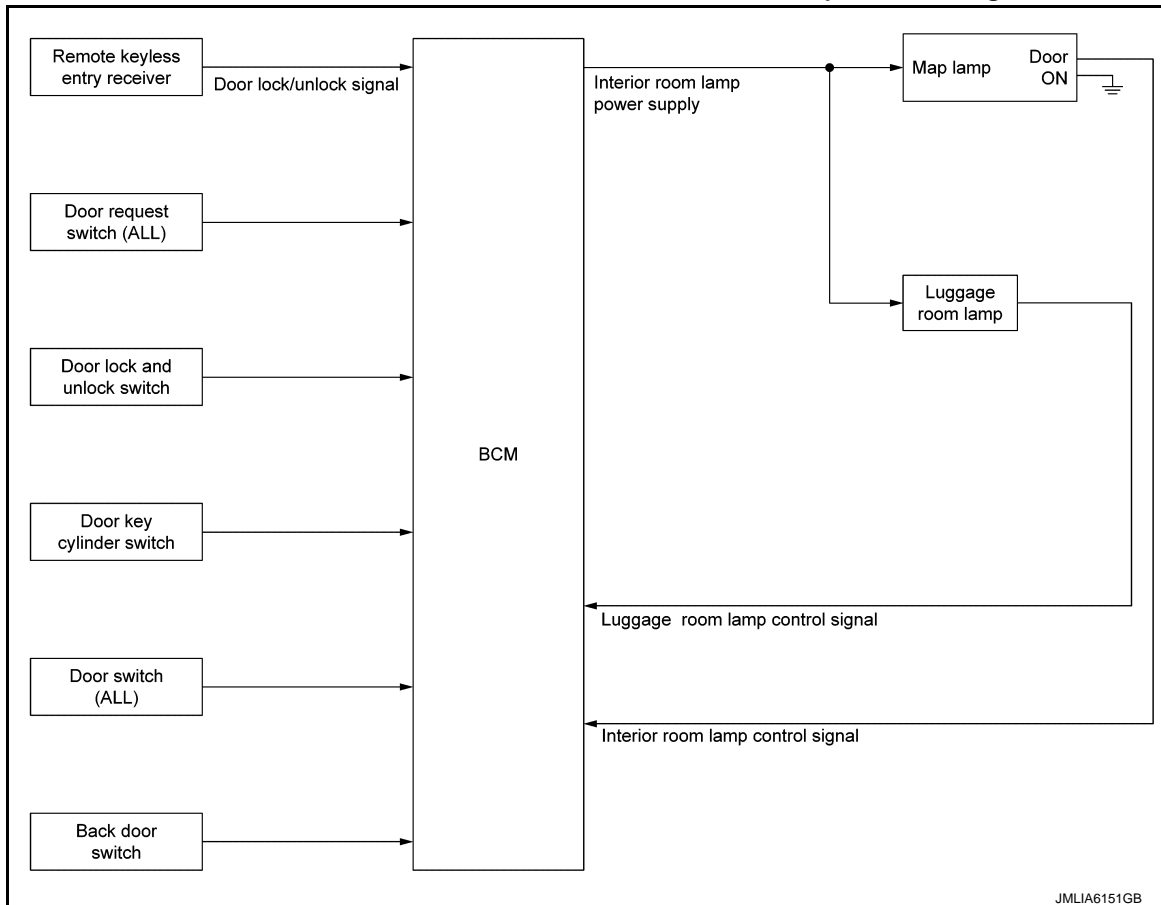 Remote keyless
entry receiver
Door lock/unlock signal
Door request
switch (ALL)
Door lock and
unlock switch
Door key
cylinder switch
Door switch
(ALL)
Back door
switch
BCM
Interior room lamp
power supply
Map lamp
Door
ON
Luggage
room lamp
Luggage room lamp control signal
Interior room lamp control signal
JMLIA6151GB